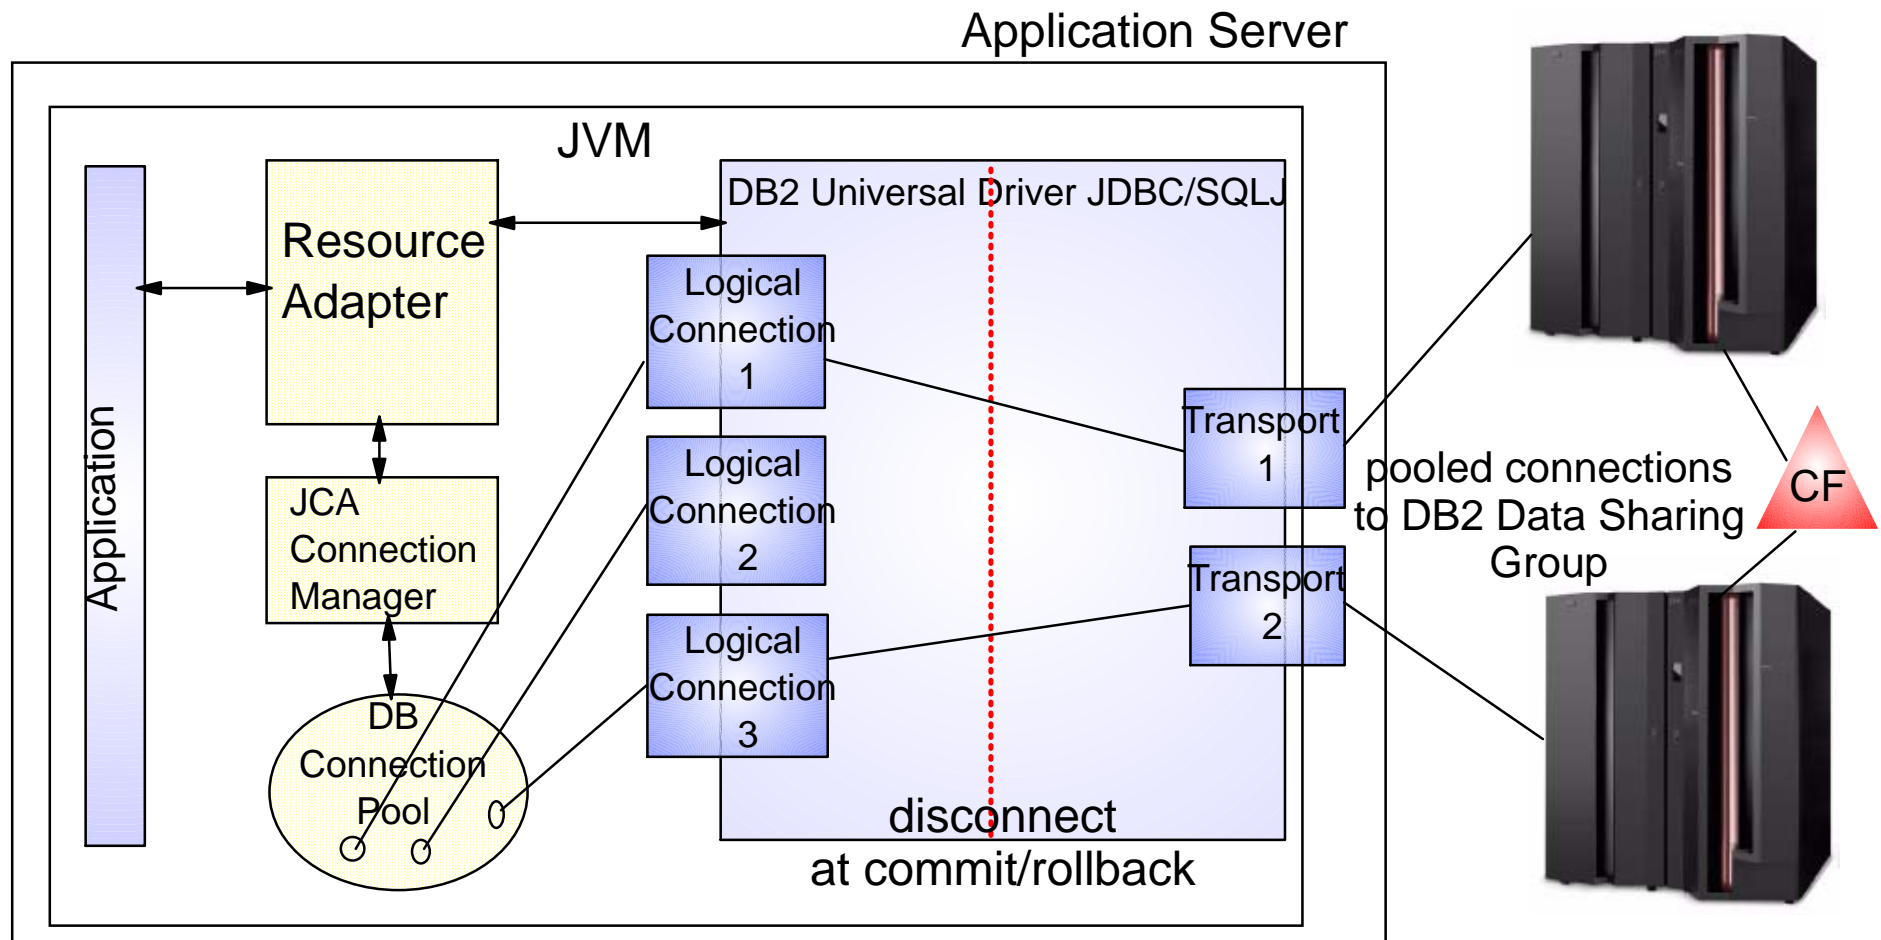 Application Server
JVM
Application
Resource
Adapter
JCA
Connection
Manager
DB
Connection
Pool
DB2 Universal Driver JDBC/SQLJ
Logical
Connection
1
Logical
Connection
2
Logical
Connection
3
disconnect
at commit/rollback
Transport
1
Transport
2
pooled connections
to DB2 Data Sharing
Group
CF